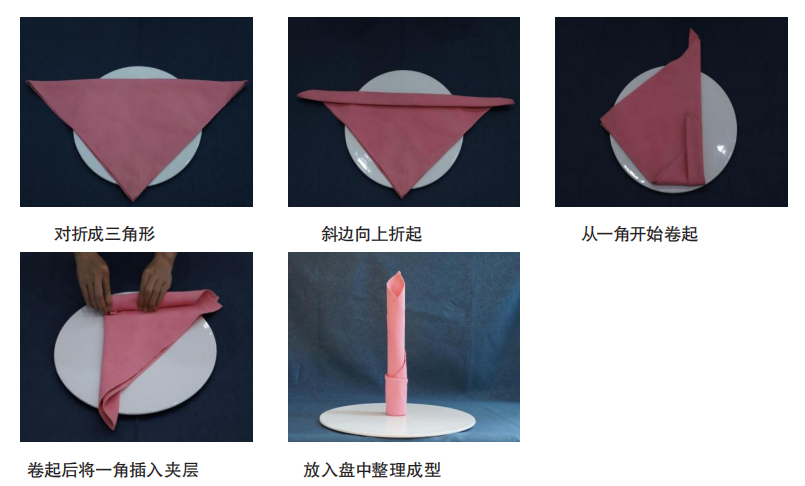 对折成三角形
斜边向上折起
从一角开始卷起
卷起后将一角插入夹层
放入盘中整理成型